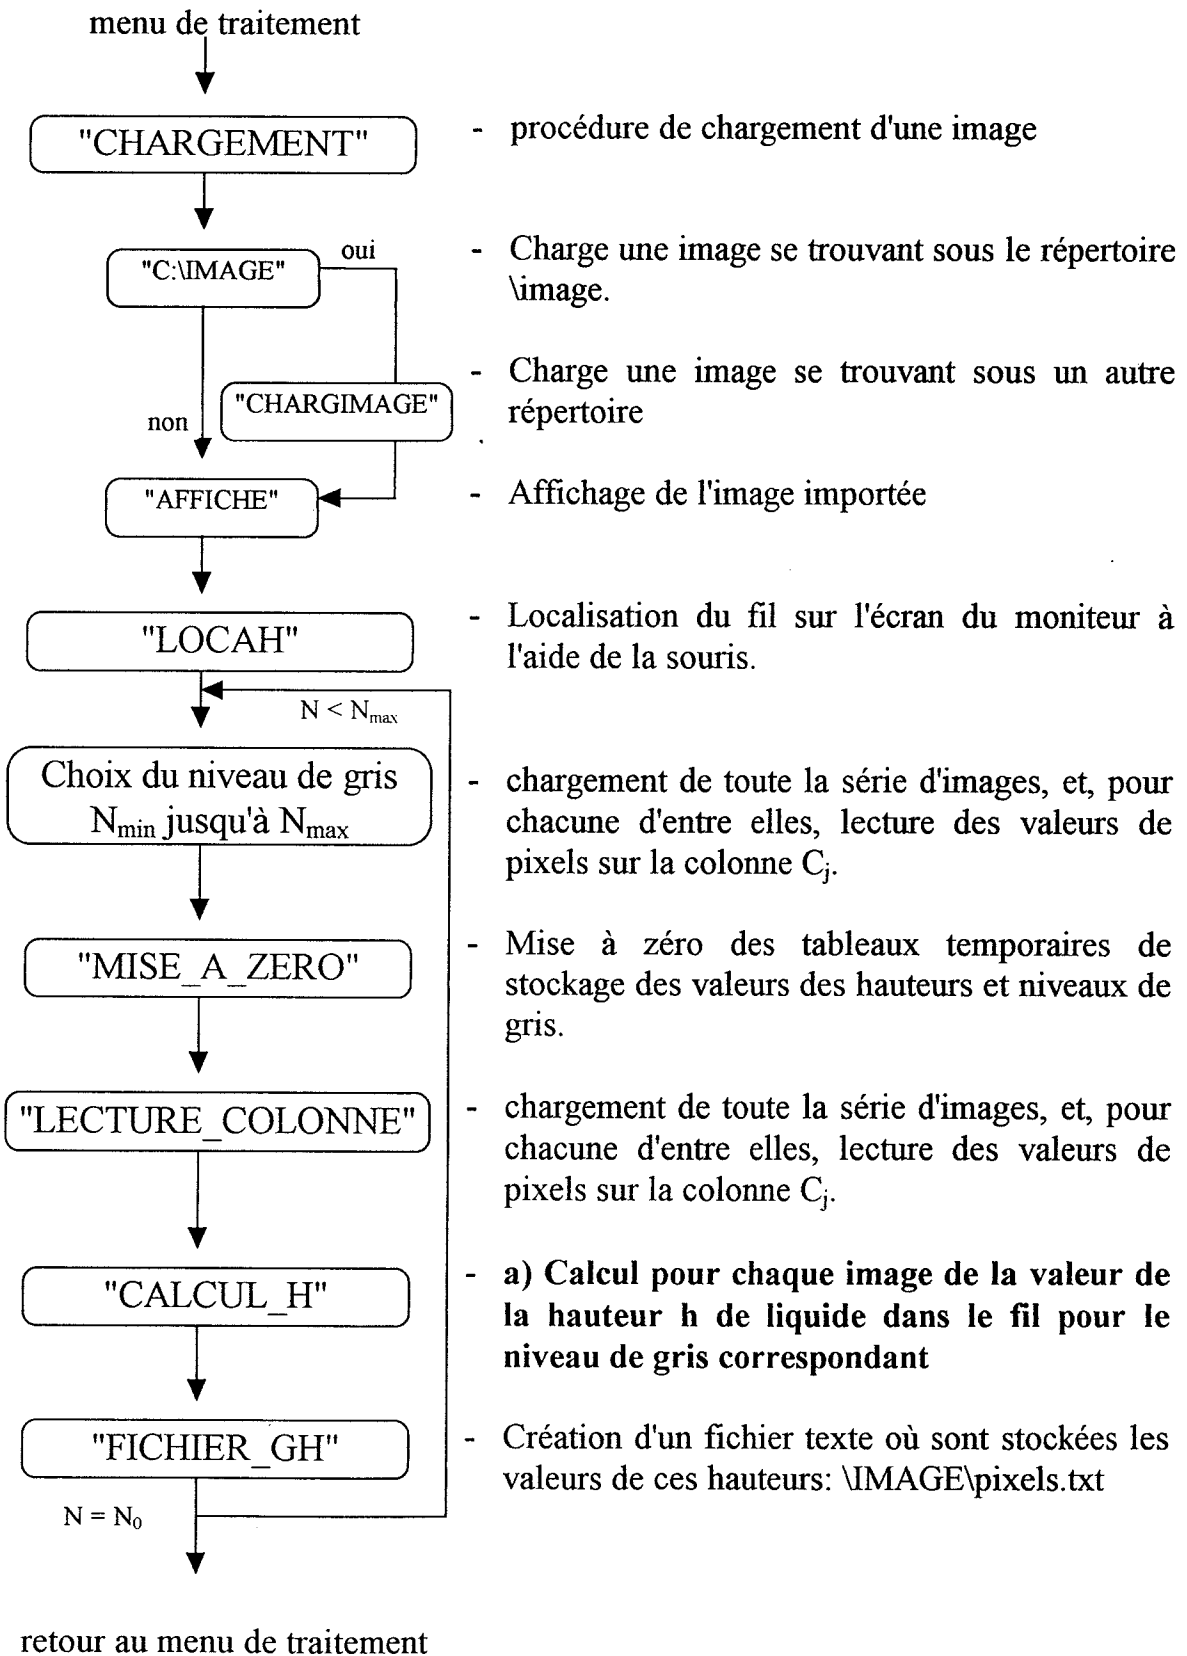 menu de traitement
"CHARGEMENT"
- procédure de chargement d'une image
"C:\IMAGE"
oui
- Charge une image se trouvant sous le répertoire
\image.
- Charge une image se trouvant sous un autre
répertoire
"CHARGIMAGE"
non
"AFFICHE"
- Affichage de l'image importée
"LOCAH"
- Localisation du fil sur l'écran du moniteur à
l'aide de la souris.
N < Nmax
Choix du niveau de gris
Nmin jusqu'à Nmax
- chargement de toute la série d'images, et, pour
chacune d'entre elles, lecture des valeurs de
pixels sur la colonne Cj.
"MISE_A_ZERO"
- Mise à zéro des tableaux temporaires de
stockage des valeurs des hauteurs et niveaux de
gris.
"LECTURE_COLONNE"
- chargement de toute la série d'images, et, pour
chacune d'entre elles, lecture des valeurs de
pixels sur la colonne Cj.
"CALCUL_H"
- a) Calcul pour chaque image de la valeur de
la hauteur h de liquide dans le fil pour le
niveau de gris correspondant
"FICHIER_GH"
- Création d'un fichier texte où sont stockées les
valeurs de ces hauteurs: \IMAGE\pixels.txt
N = N0
retour au menu de traitement